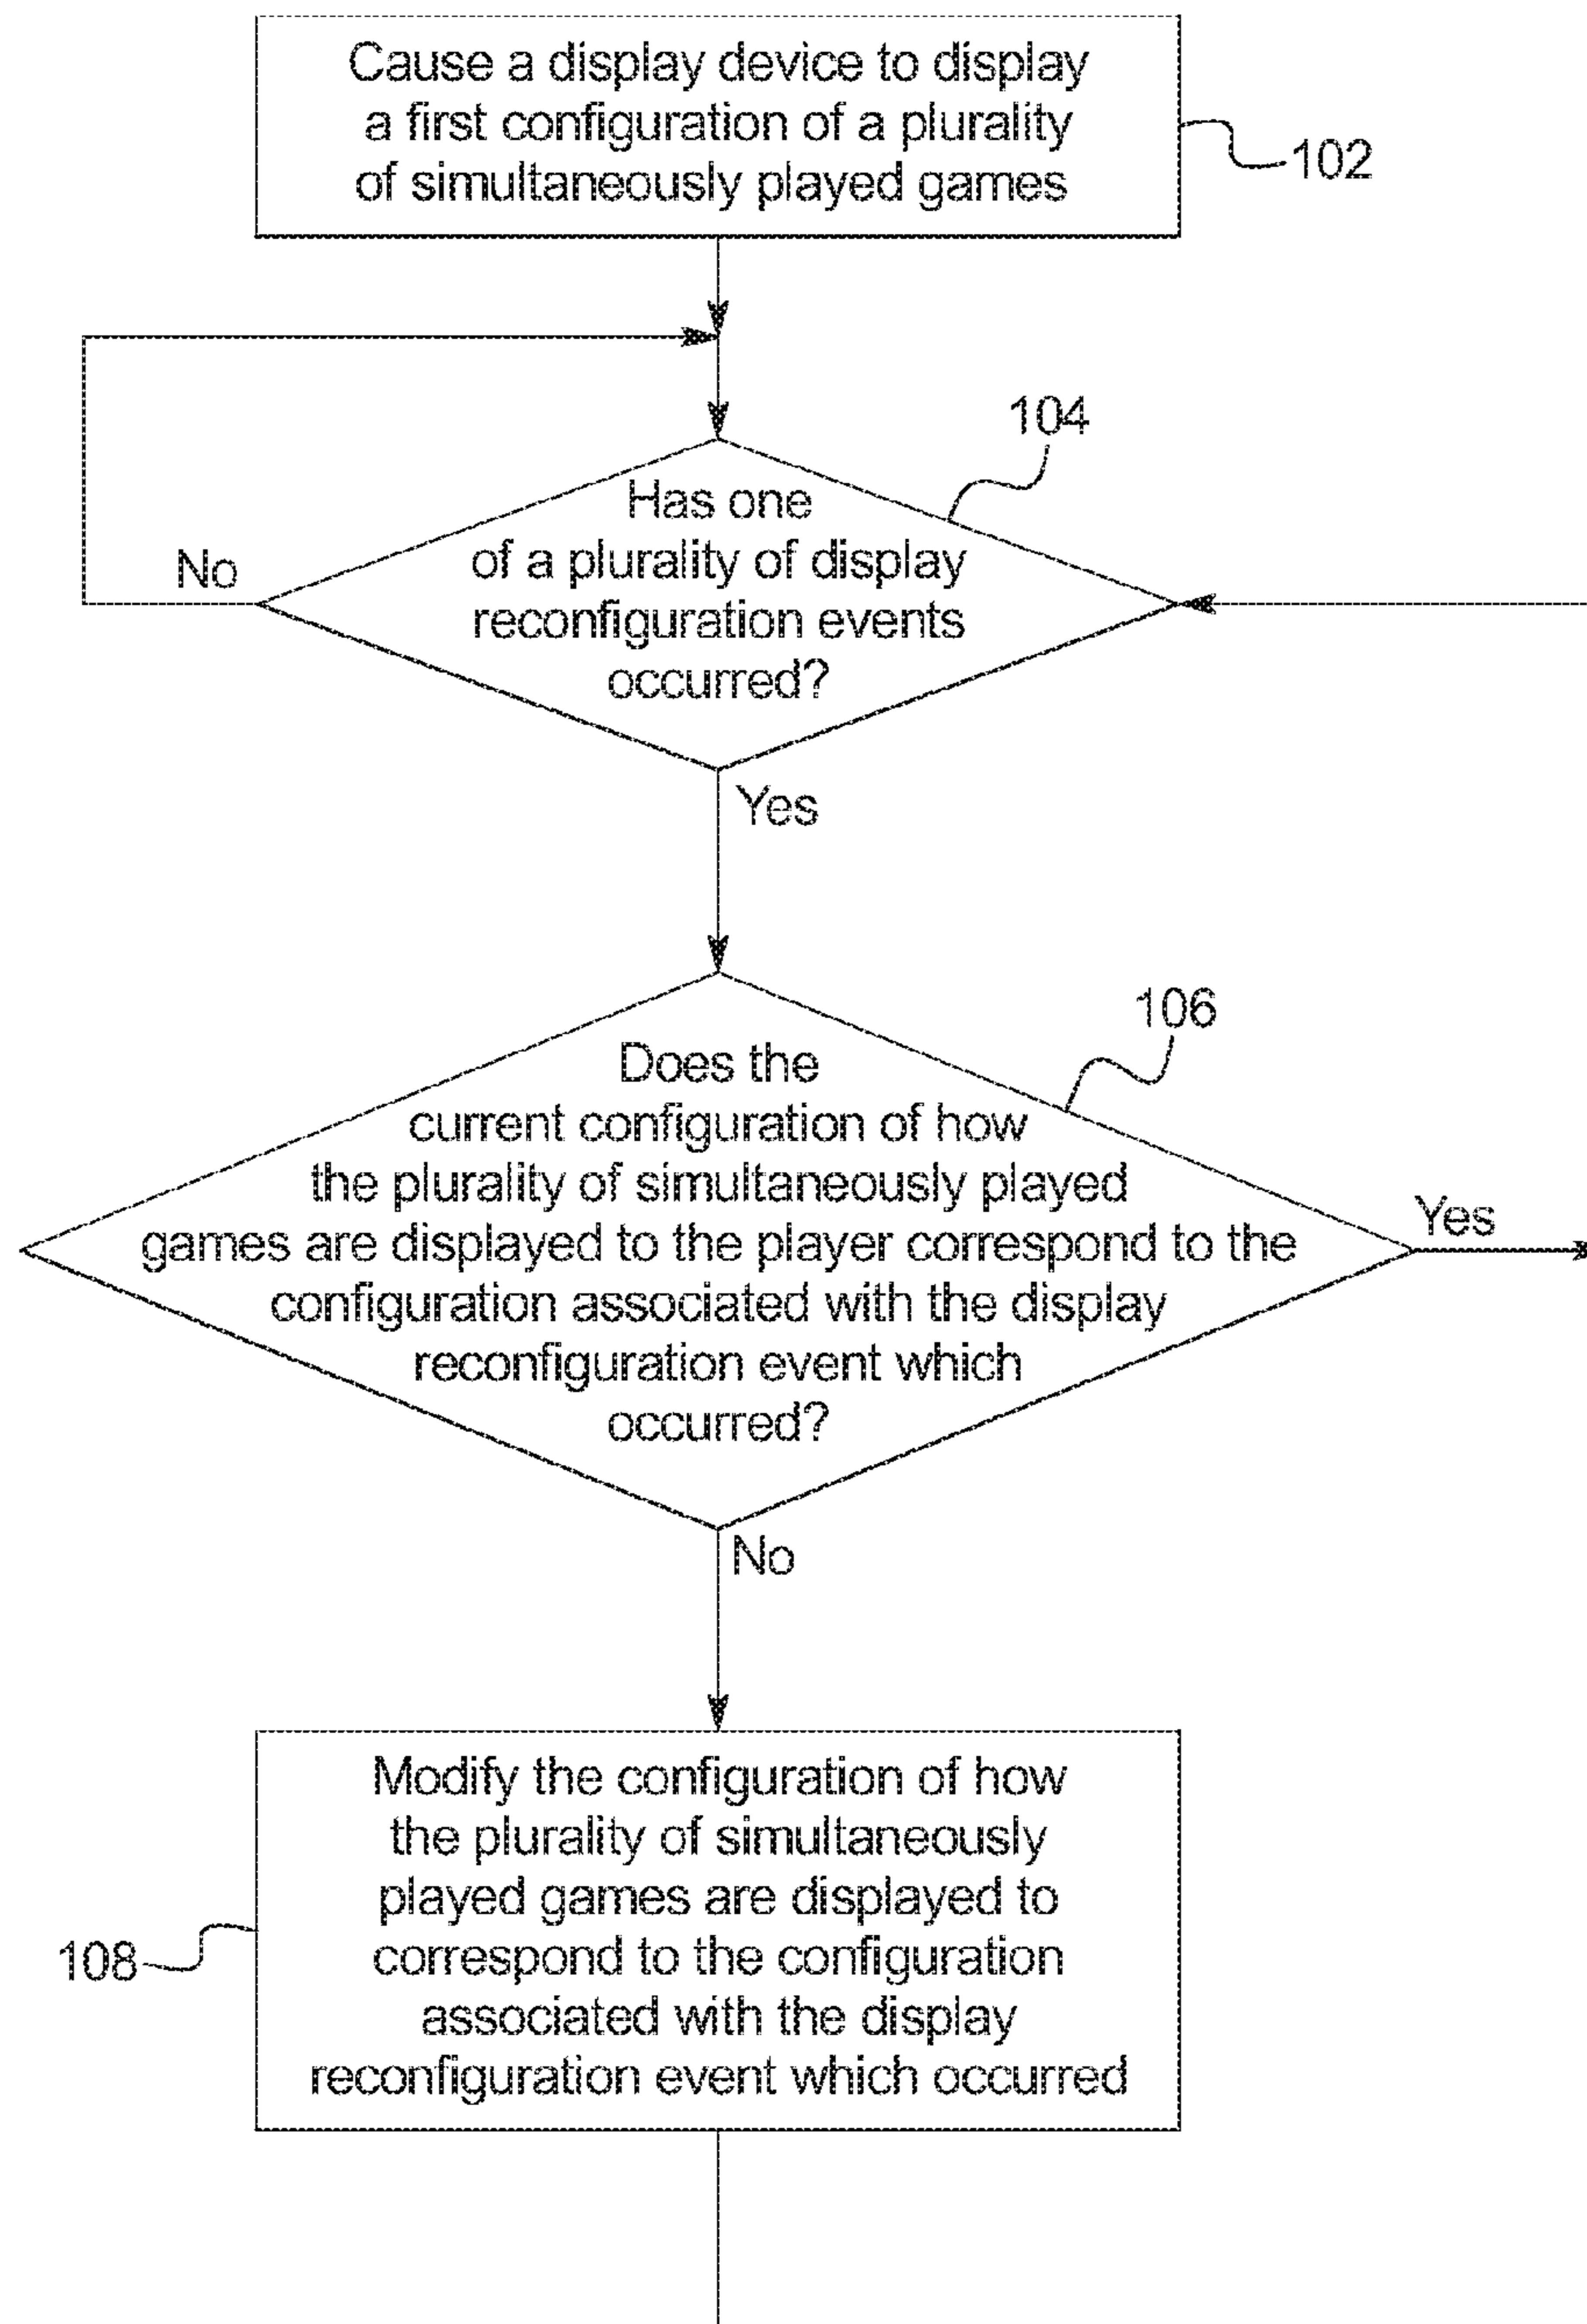 Cause a display device to display
a first configuration of a plurality
of simultaneously played games
102
104
Has one
of a plurality of display
reconfiguration events
occurred?
No
Yes
106
Does the
current configuration of how
the plurality of simultaneously played
games are displayed to the player correspond to the
configuration associated with the display
reconfiguration event which
occurred?
Yes
No
Modify the configuration of how
the plurality of simultaneously
played games are displayed to
correspond to the configuration
associated with the display
reconfiguration event which occurred
108